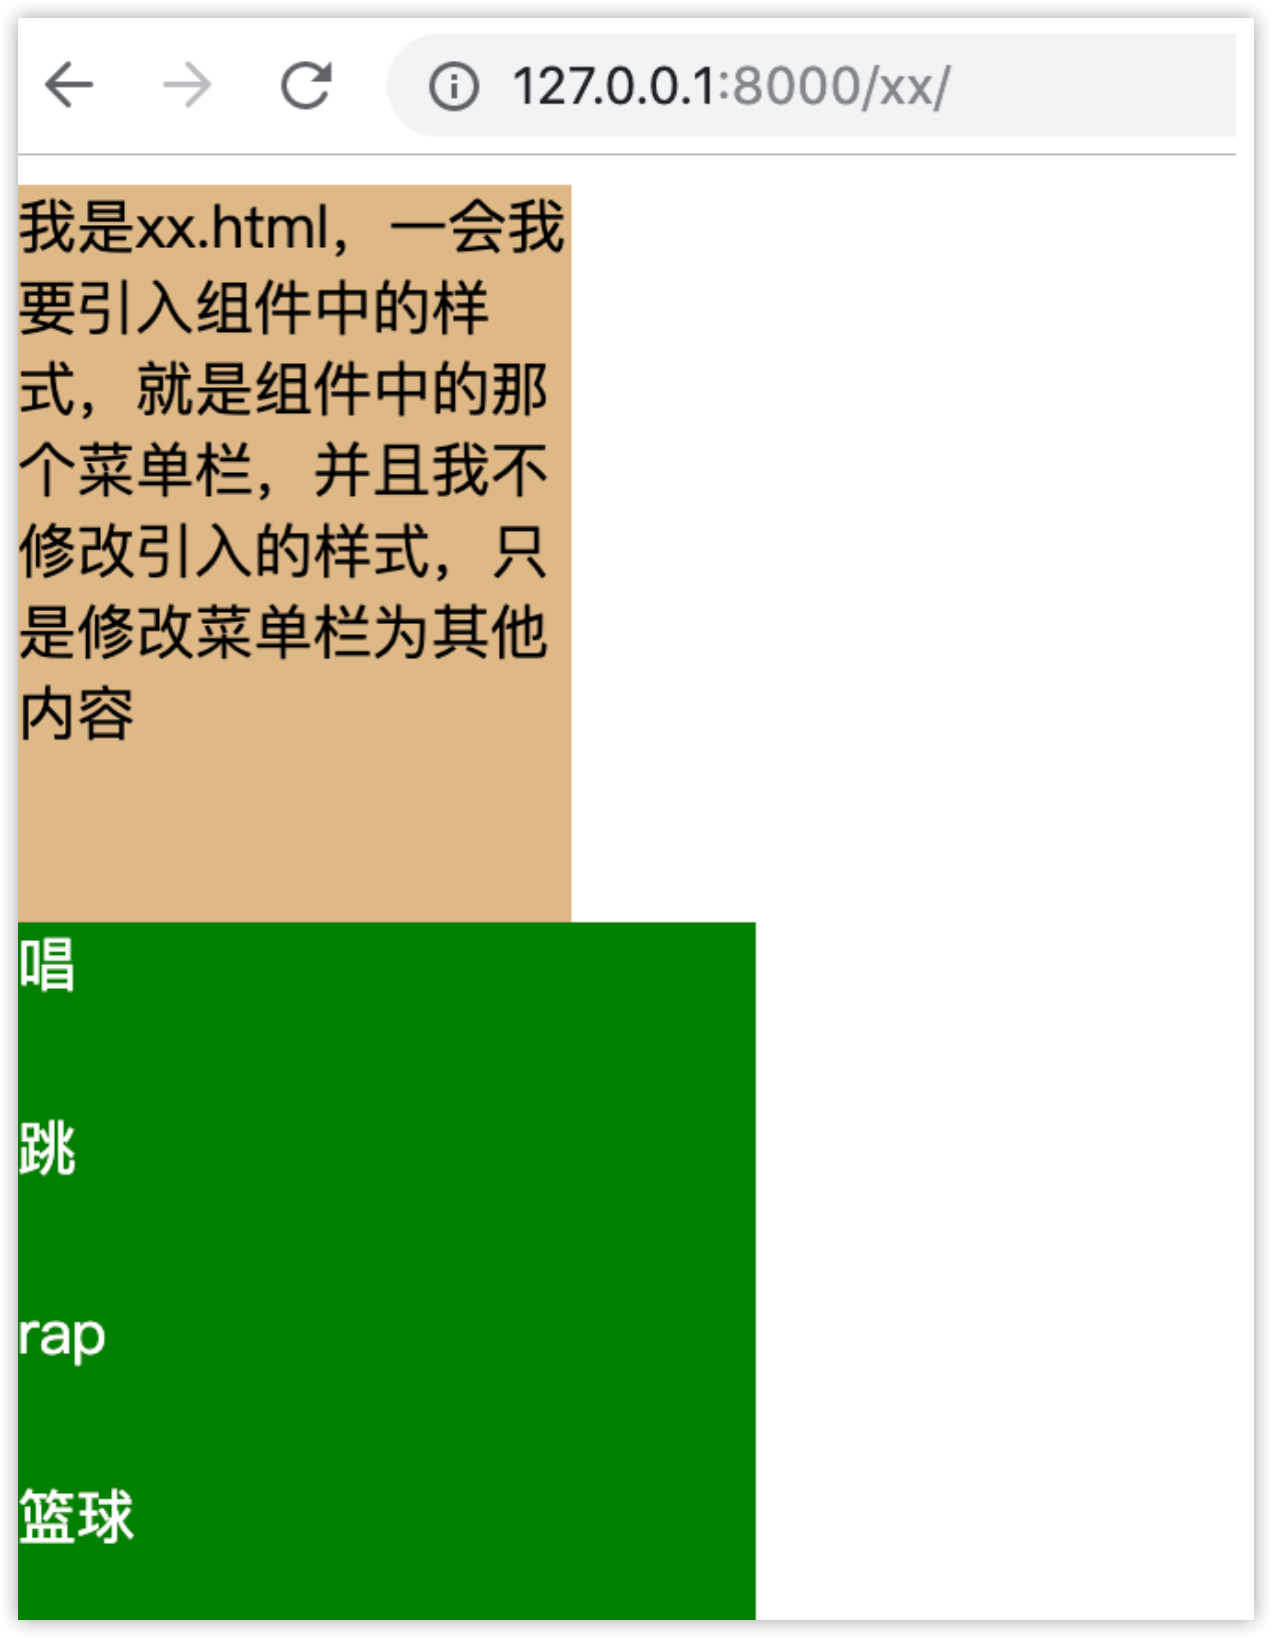 127.0.0.1:8000/xx/
我是xx.html，一会我
要引入组件中的样
式，就是组件中的那
个菜单栏，并且我不
修改引入的样式，只
是修改菜单栏为其他
内容
唱
跳
rap
篮球